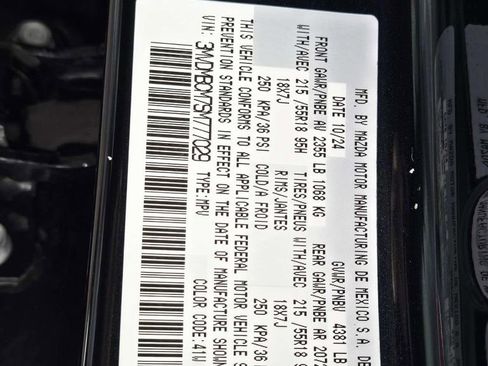 MFD. BY MAZDA MOTOR MANUFACTURING DE MEXICO S.A. DE
DATE 10/24 GVWR/PNBV 4381 LB
FRONT GAWR/PNBE AV 2355 LB 1068 KG REAR GAWR/PNBE AR 2072
WITH/AVEC 215 /55R18 95H TIRES/PNEUS WITH/AVEC 215 /55R18 9
18X7J RIMS/JANTES 18X7J
250 KPA/36 PSI COLD/A FROID 250 KPA/36
THIS VEHICLE CONFORMS TO ALL APPLICABLE FEDERAL MOTOR VEHICLE S
PREVENTION STANDARDS IN EFFECT ON THE DATE OF MANUFACTURE SHOWN
VIN: 3MVDMBCM7SM777029 TYPE:MPV COLOR CODE:41W